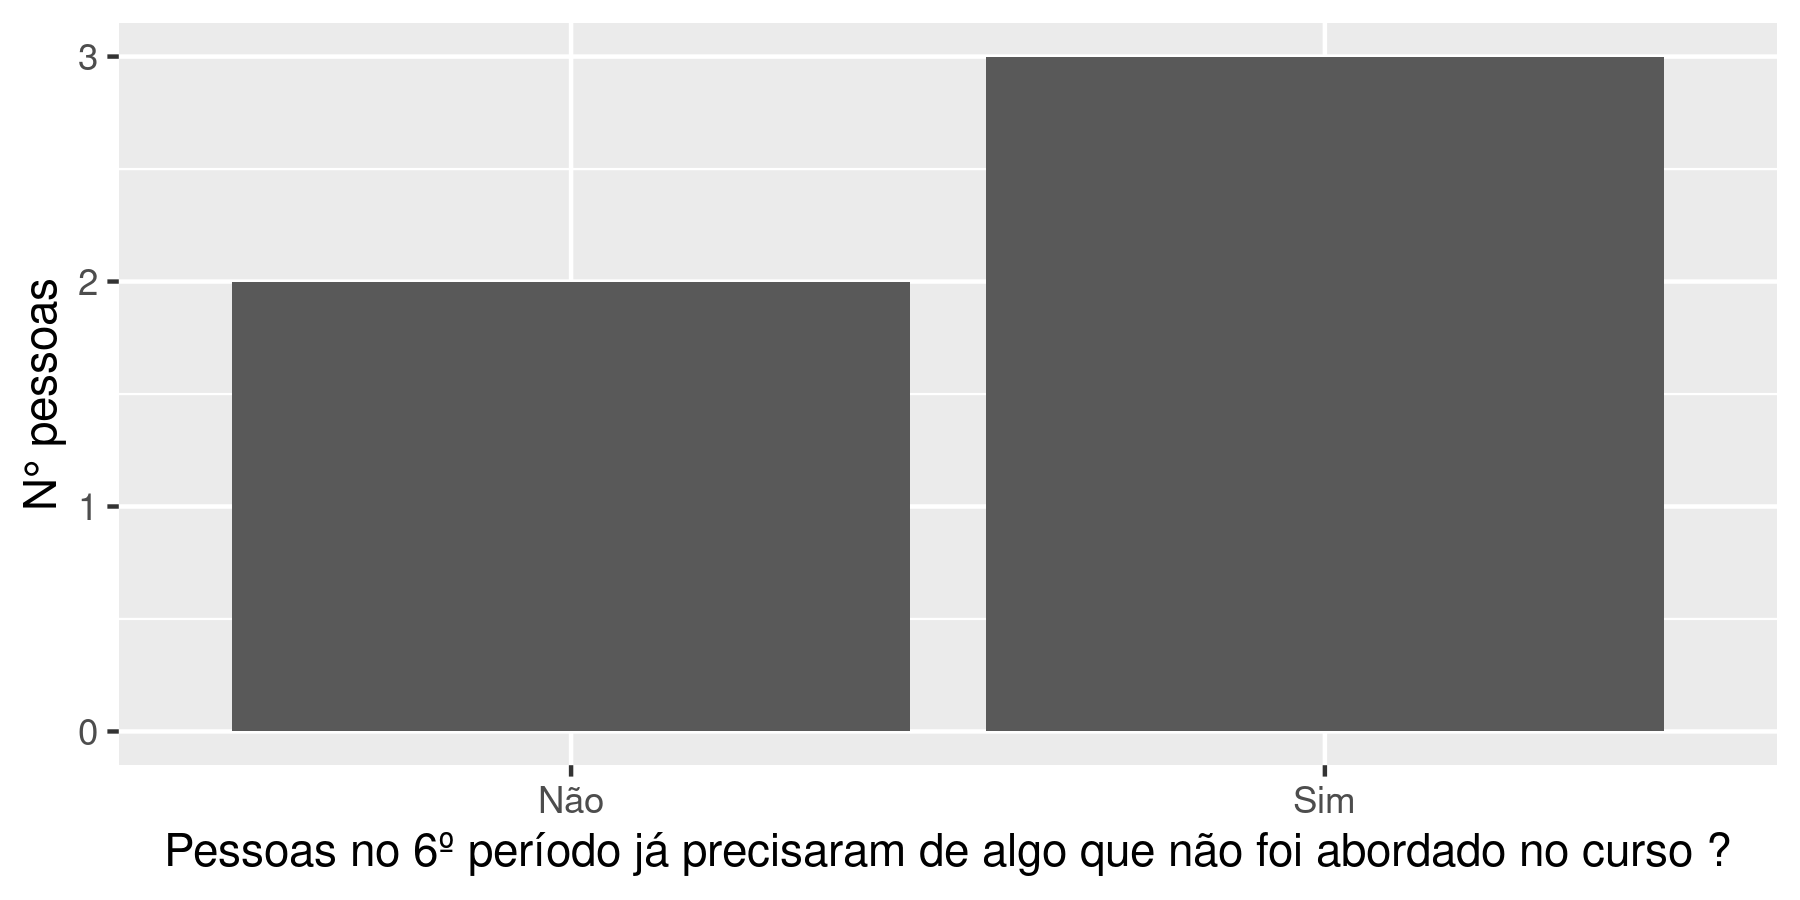 3
2
1
0
N° pessoas
Não
Sim
Pessoas no 6º período já precisaram de algo que não foi abordado no curso ?